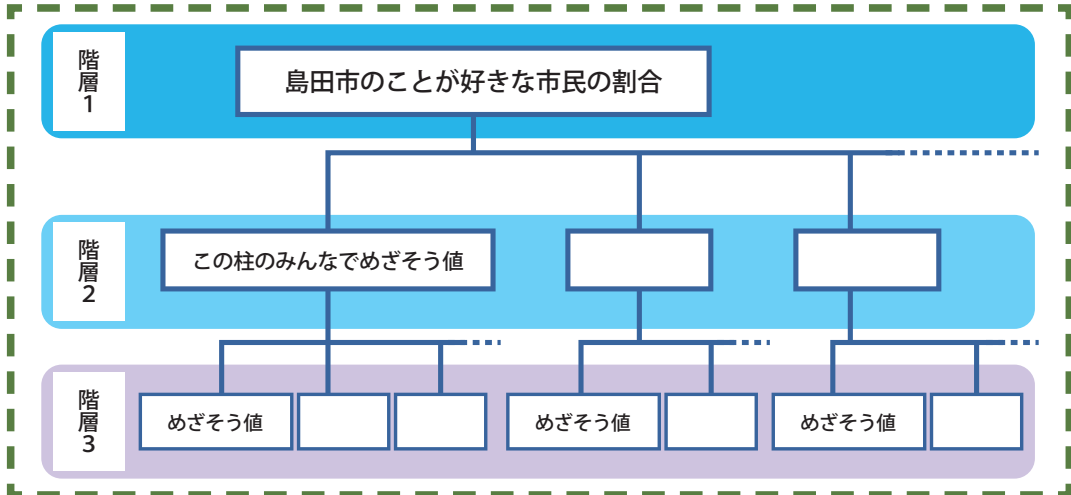 階層1
島田市のことが好きな市民の割合
階層2
この柱のみんなでめざそう値
階層3
めざそう値
めざそう値
めざそう値